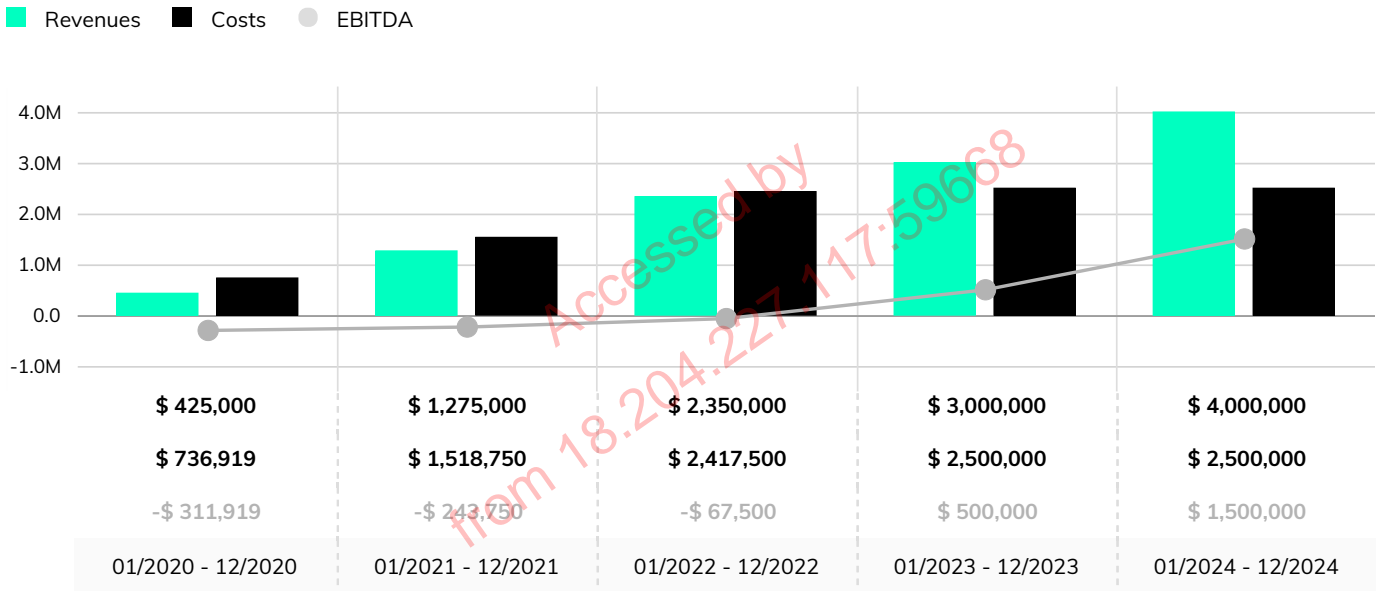 Revenues Costs EBITDA
4.0M
3.0M
2.0M
1.0M
0.0
-1.0M
$ 425,000 $ 1,275,000 $ 2,350,000 $ 3,000,000 $ 4,000,000
$ 736,919 $ 1,518,750 $ 2,417,500 $ 2,500,000 $ 2,500,000
-$ 311,919 -$ 243,750 -$ 67,500 $ 500,000 $ 1,500,000
01/2020 - 12/2020 01/2021 - 12/2021 01/2022 - 12/2022 01/2023 - 12/2023 01/2024 - 12/2024
Accessed by
from 18.204.227.117:59668